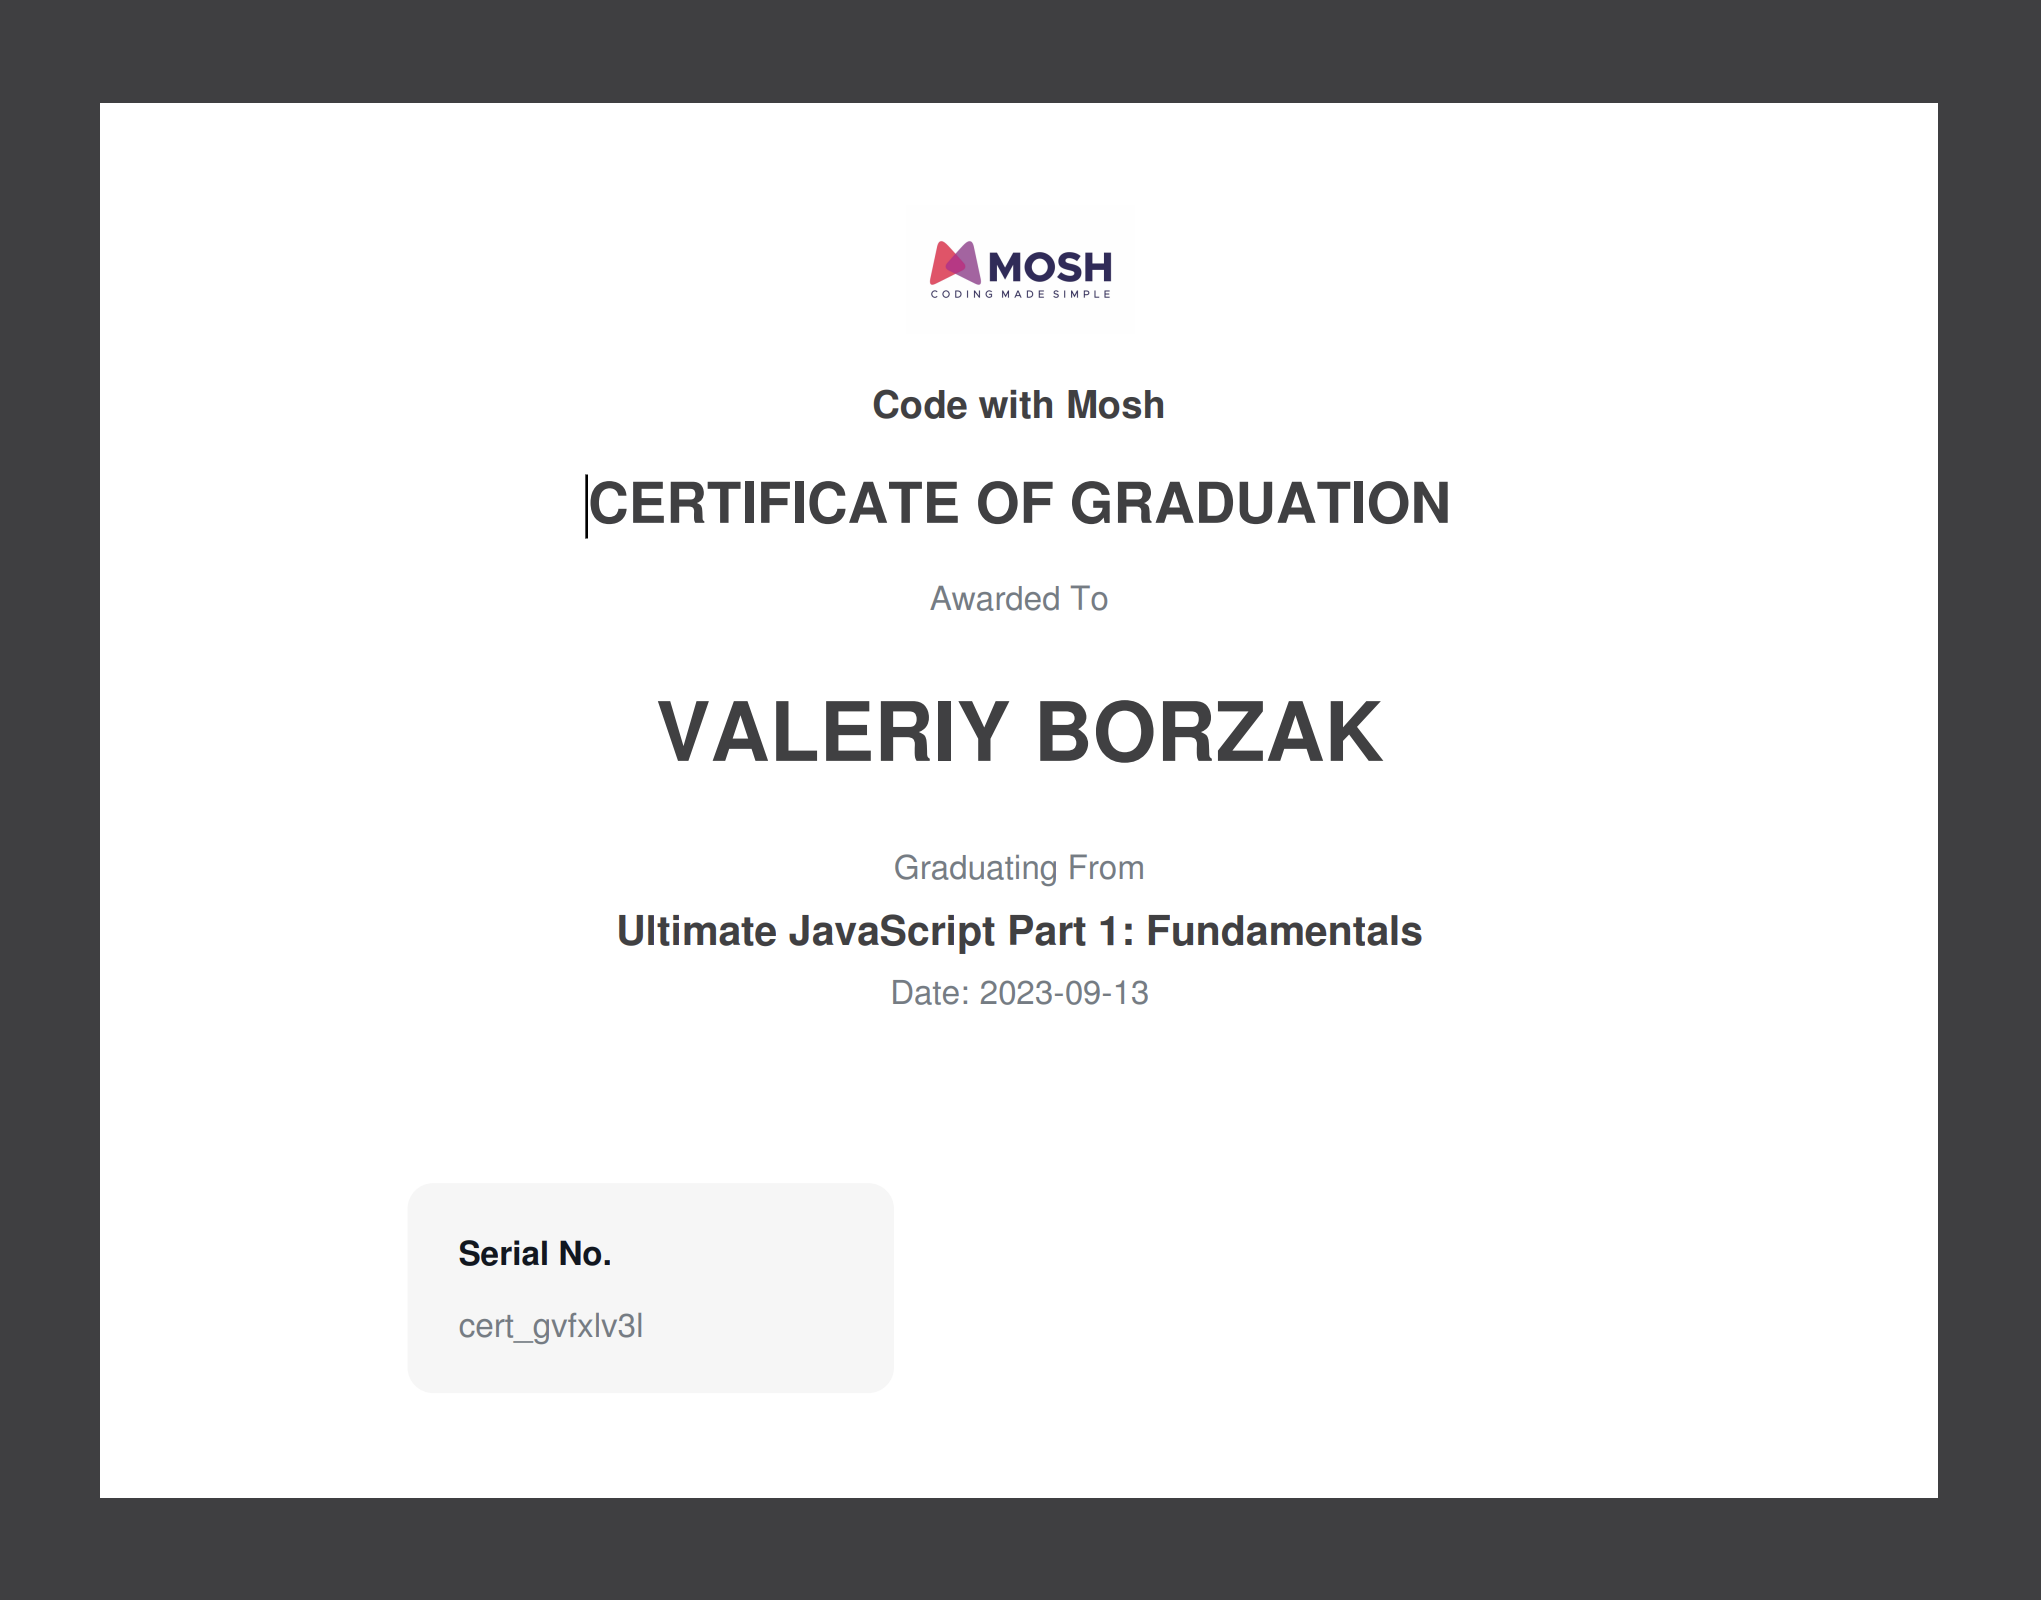 MOSH
CODING MADE SIMPLE
Code with Mosh
CERTIFICATE OF GRADUATION
Awarded To
VALERIY BORZAK
Graduating From
Ultimate JavaScript Part 1: Fundamentals
Date: 2023-09-13
Serial No.
cert_gvfxlv3l